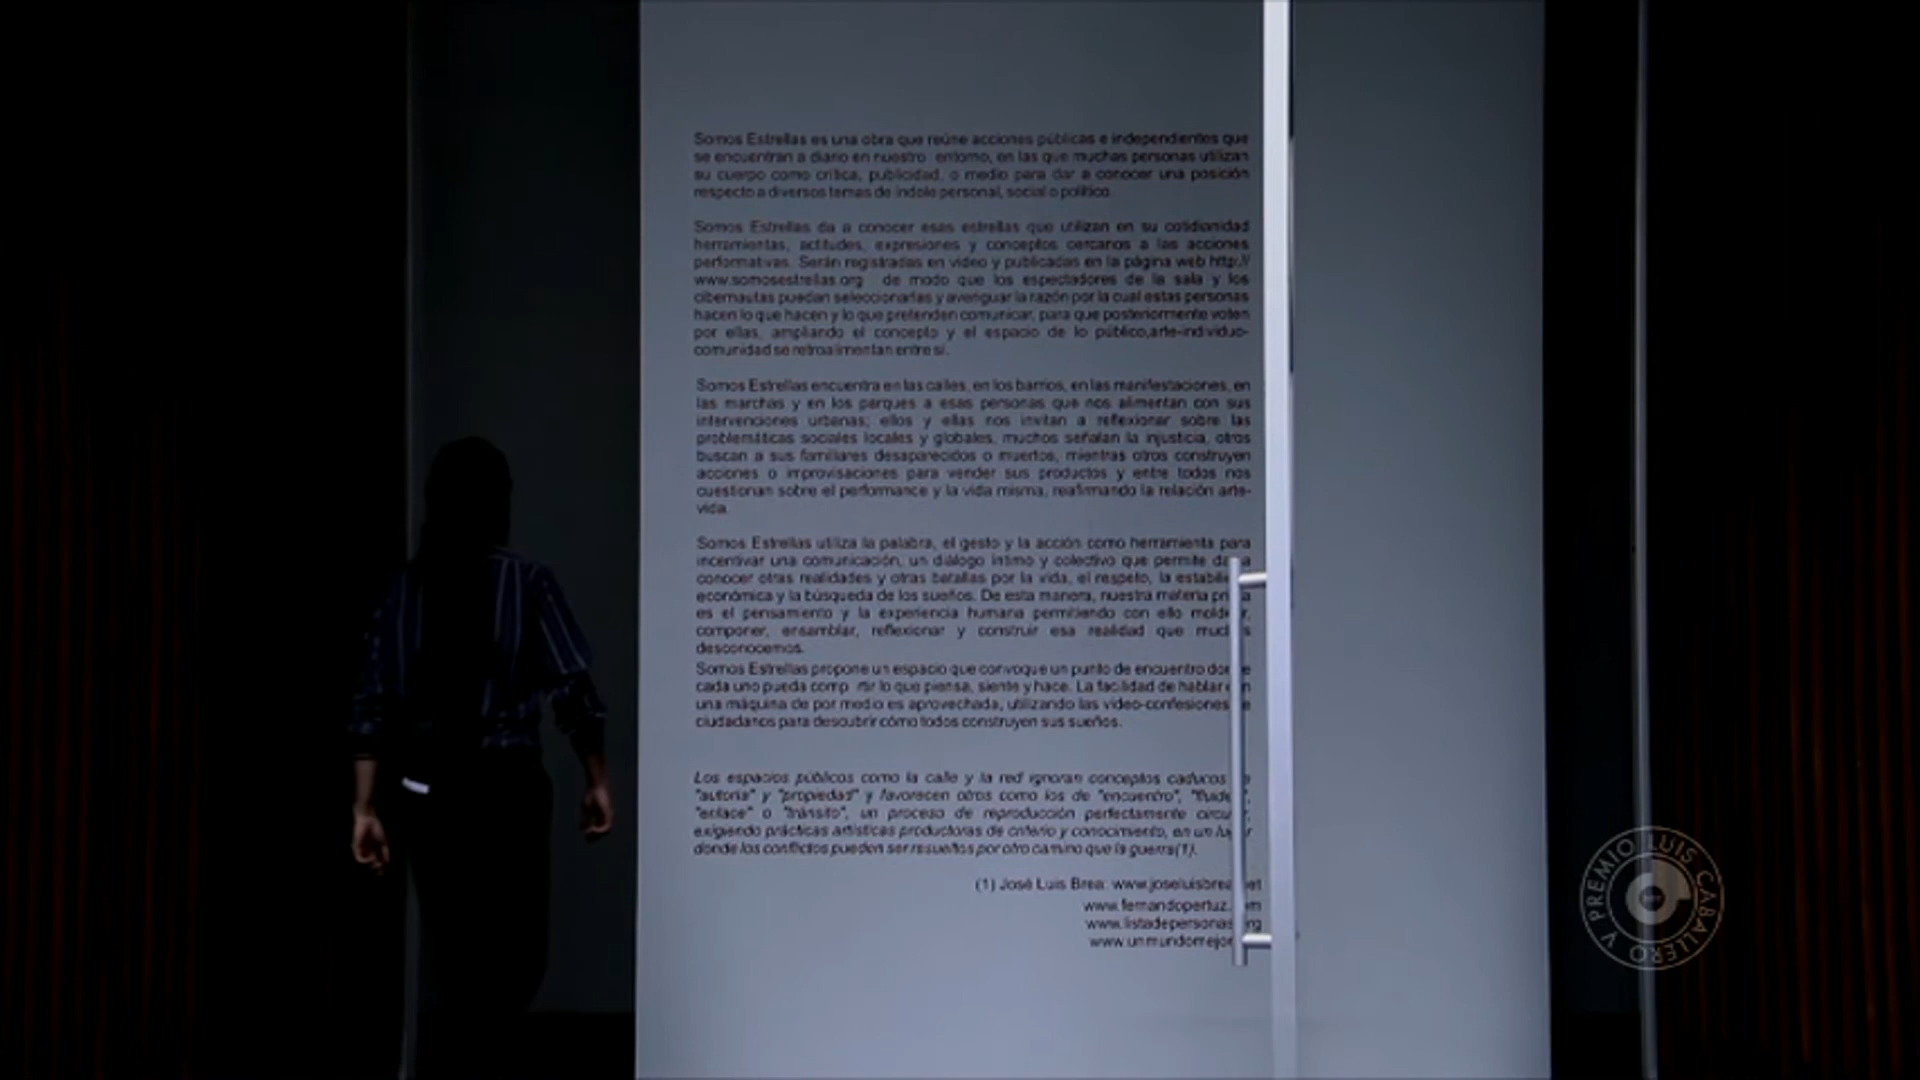 Somos Estrellas es una obra que reúne acciones públicas e independientes que
se encuentran a diario en nuestro entorno, en las que muchas personas utilizan
su cuerpo como crítica, publicidad, o medio para dar a conocer una posición
respecto a diversos temas de índole personal, social o político.
Somos Estrellas da a conocer esas estrellas que utilizan en su cotidianidad
herramientas, actitudes, expresiones y conceptos cercanos a las acciones
performativas. Serán registradas en video y publicadas en la página web http://
www.somosestrellas.org de modo que los espectadores de la sala y los
cibernautas puedan seleccionarlas y averiguar la razón por la cual estas personas
hacen lo que hacen y lo que pretenden comunicar, para que posteriormente voten
por ellas, ampliando el concepto y el espacio de lo público,arte-individuo-
comunidad se retroalimentan entre sí.
Somos Estrellas encuentra en las calles, en los barrios, en las manifestaciones, en
las marchas y en los parques a esas personas que nos alimentan con sus
intervenciones urbanas; ellos y ellas nos invitan a reflexionar sobre las
problemáticas sociales locales y globales, muchos señalan la injusticia, otros
buscan a sus familiares desaparecidos o muertos, mientras otros construyen
acciones o improvisaciones para vender sus productos y entre todos nos
cuestionan sobre el performance y la vida misma, reafirmando la relación arte-
vida.
Somos Estrellas utiliza la palabra, el gesto y la acción como herramienta para
incentivar una comunicación, un diálogo íntimo y colectivo que permite
conocer otras realidades y otras batallas por la vida, el respeto, la
económica y la búsqueda de los sueños. De esta manera, nuestra materia
es el pensamiento y la experiencia humana permitiendo con ello
componer, ensamblar, reflexionar y construir esa realidad que
desconocemos.
Somos Estrellas propone un espacio que convoque un punto de encuentro
cada uno pueda comp rtir lo que piensa, siente y hace. La facilidad de hablar
una máquina de por medio es aprovechada, utilizando las video-confesiones
ciudadanos para descubrir cómo todos construyen sus sueños.
Los espacios públicos como la calle y la red ignoran conceptos caducos
"autoría" y "propiedad" y favorecen otros como los de "encuentro",
"enlace" o "tránsito", un proceso de reproducción perfectamente
exigiendo prácticas artísticas productoras de criterio y conocimiento, en un
donde los conflictos pueden ser resueltos por otro camino que la guerra(1).
(1) José Luis Brea:
V PREMIO LUIS CABALLERO